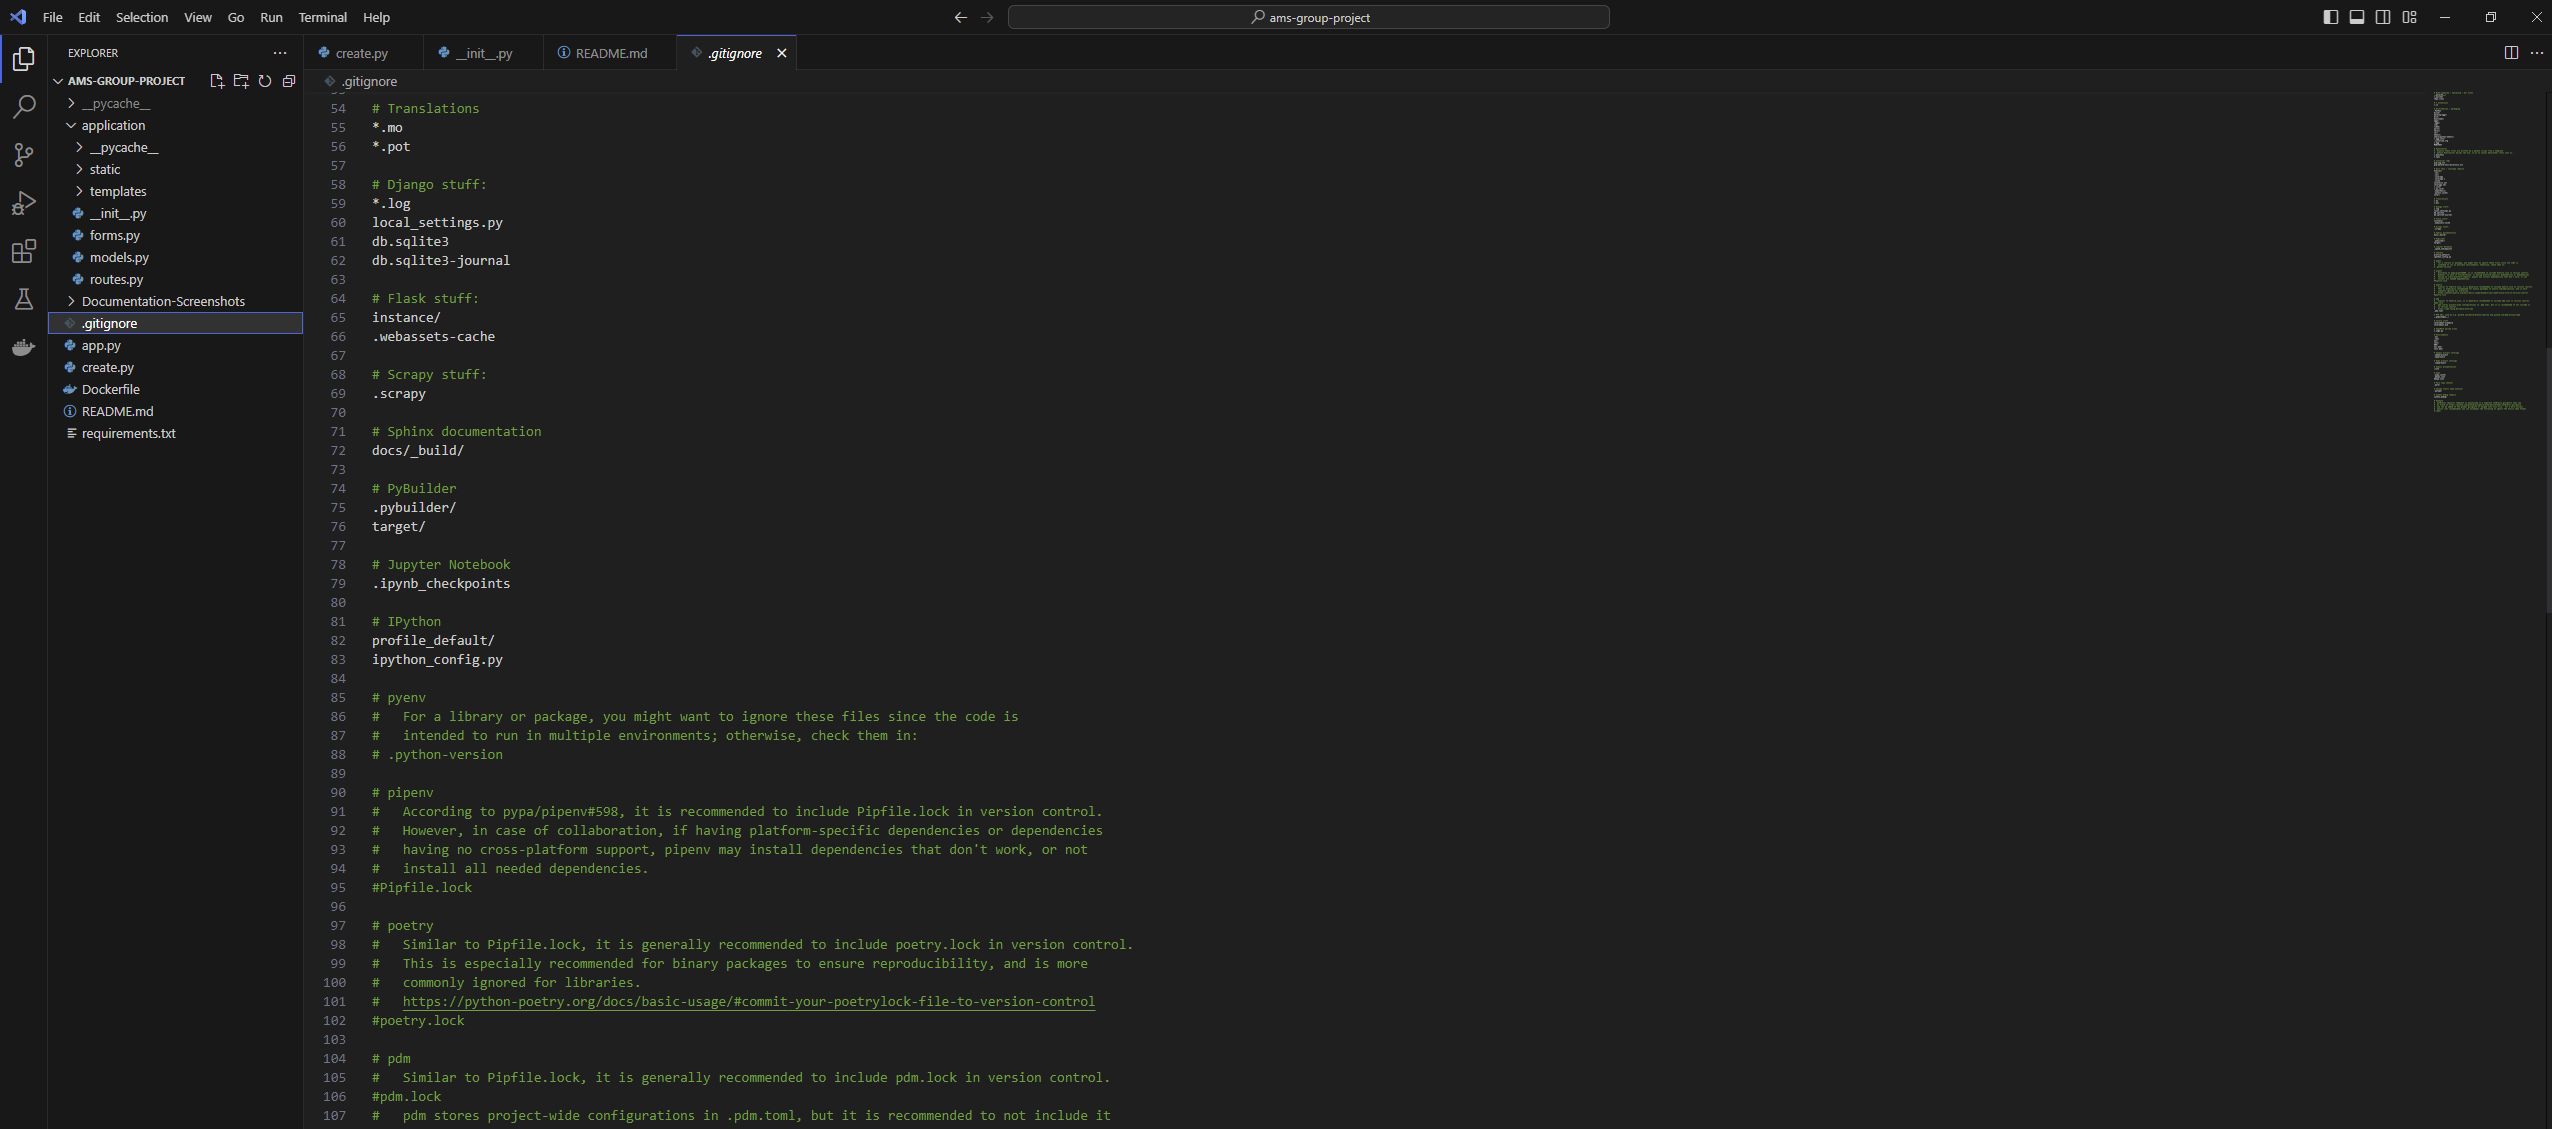 File Edit Selection View Go Run Terminal Help
ams-group-project
EXPLORER
AMS-GROUP-PROJECT
__pycache__
application
__pycache__
static
templates
__init__.py
forms.py
models.py
routes.py
Documentation-Screenshots
.gitignore
app.py
create.py
Dockerfile
README.md
requirements.txt
create.py
__init__.py
README.md
.gitignore
.gitignore
54 # Translations
55 *.mo
56 *.pot
57
58 # Django stuff:
59 *.log
60 local_settings.py
61 db.sqlite3
62 db.sqlite3-journal
63
64 # Flask stuff:
65 instance/
66 .webassets-cache
67
68 # Scrapy stuff:
69 .scrapy
70
71 # Sphinx documentation
72 docs/_build/
73
74 # PyBuilder
75 .pybuilder/
76 target/
77
78 # Jupyter Notebook
79 .ipynb_checkpoints
80
81 # IPython
82 profile_default/
83 ipython_config.py
84
85 # pyenv
86 #   For a library or package, you might want to ignore these files since the code is
87 #   intended to run in multiple environments; otherwise, check them in:
88 # .python-version
89
90 # pipenv
91 #   According to pypa/pipenv#598, it is recommended to include Pipfile.lock in version control.
92 #   However, in case of collaboration, if having platform-specific dependencies or dependencies
93 #   having no cross-platform support, pipenv may install dependencies that don't work, or not
94 #   install all needed dependencies.
95 #Pipfile.lock
96
97 # poetry
98 #   Similar to Pipfile.lock, it is generally recommended to include poetry.lock in version control.
99 #   This is especially recommended for binary packages to ensure reproducibility, and is more
100 #   commonly ignored for libraries.
101 #   https://python-poetry.org/docs/basic-usage/#commit-your-poetrylock-file-to-version-control
102 #poetry.lock
103
104 # pdm
105 #   Similar to Pipfile.lock, it is generally recommended to include pdm.lock in version control.
106 #pdm.lock
107 #   pdm stores project-wide configurations in .pdm.toml, but it is recommended to not include it